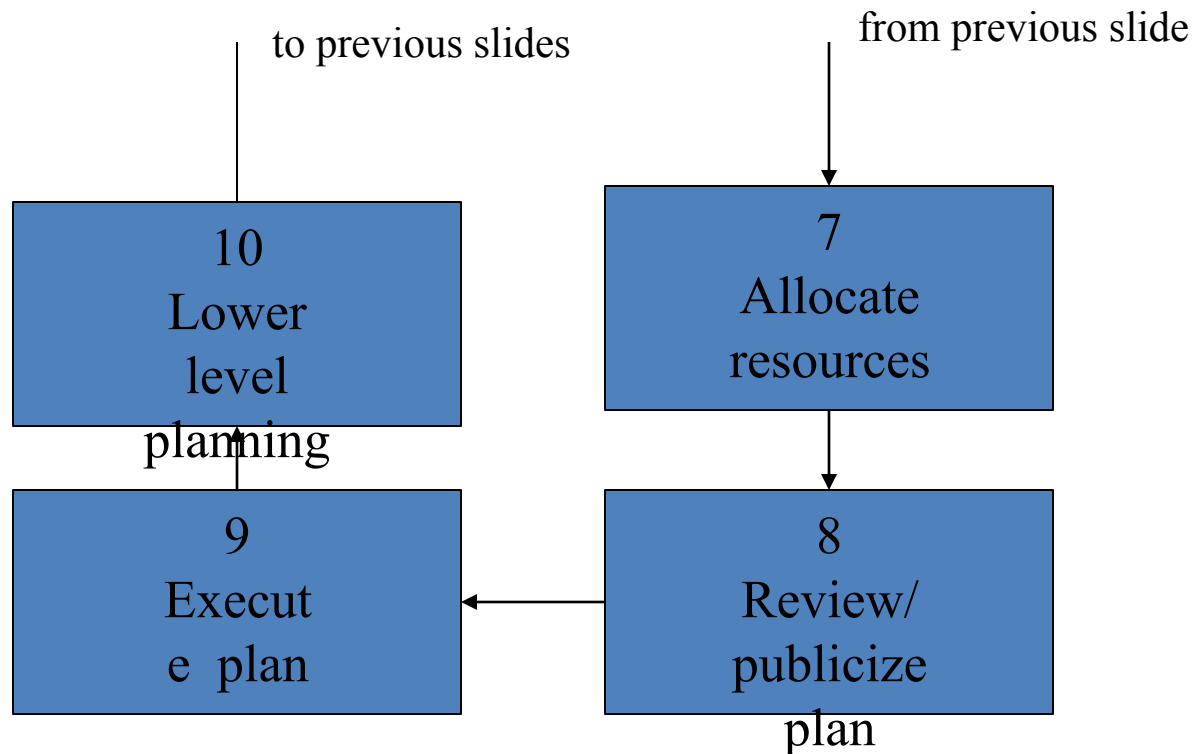 to previous slides
from previous slide
10
Lower
level
planning
7
Allocate
resources
9
Execut
e plan
8
Review/
publicize
plan